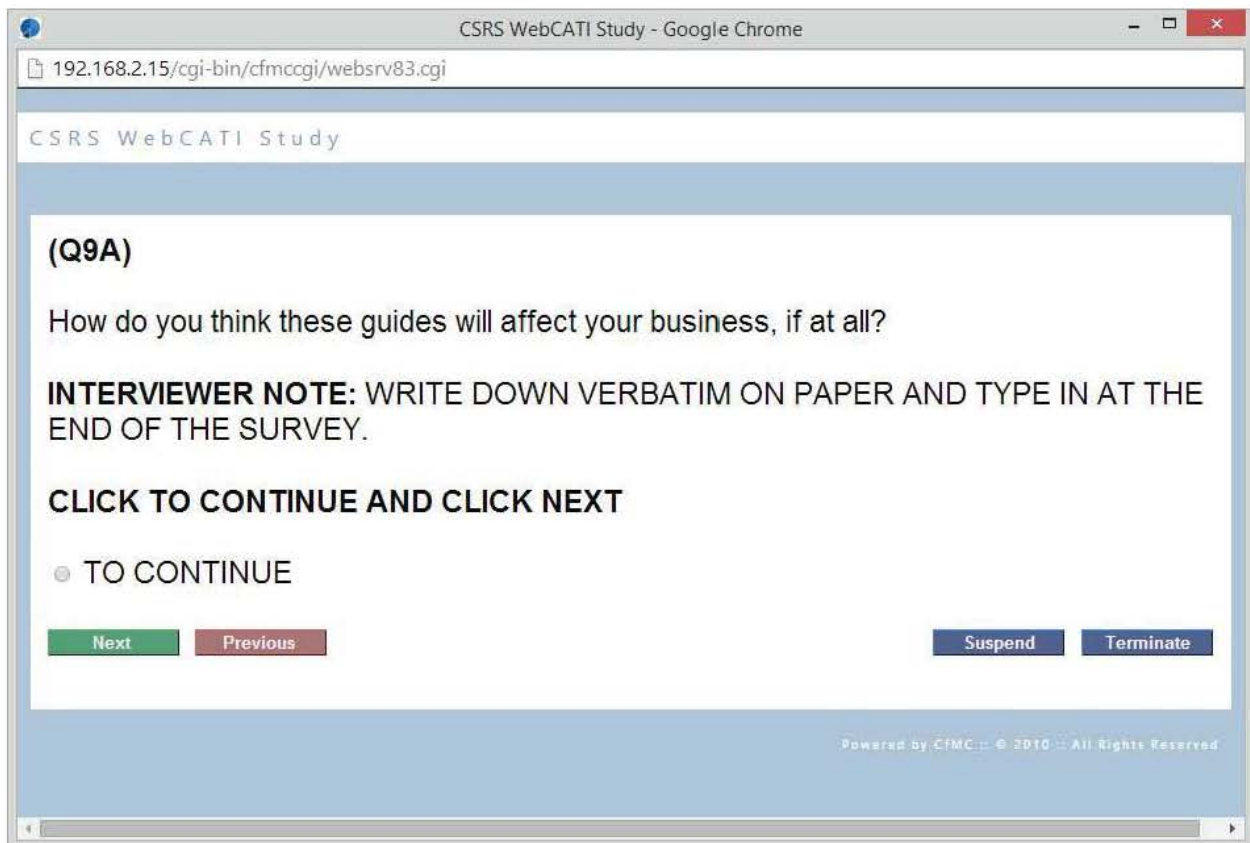 CSRS WebCATI Study - Google Chrome
192.168.2.15/cgi-bin/cfmccgi/websrv83.cgi
CSRS WebCATI Study
(Q9A)
How do you think these guides will affect your business, if at all?
INTERVIEWER NOTE: WRITE DOWN VERBATIM ON PAPER AND TYPE IN AT THE
END OF THE SURVEY.
CLICK TO CONTINUE AND CLICK NEXT
TO CONTINUE
Next Previous Suspend Terminate
Powered by CfMC :: © 2010 :: All Rights Reserved